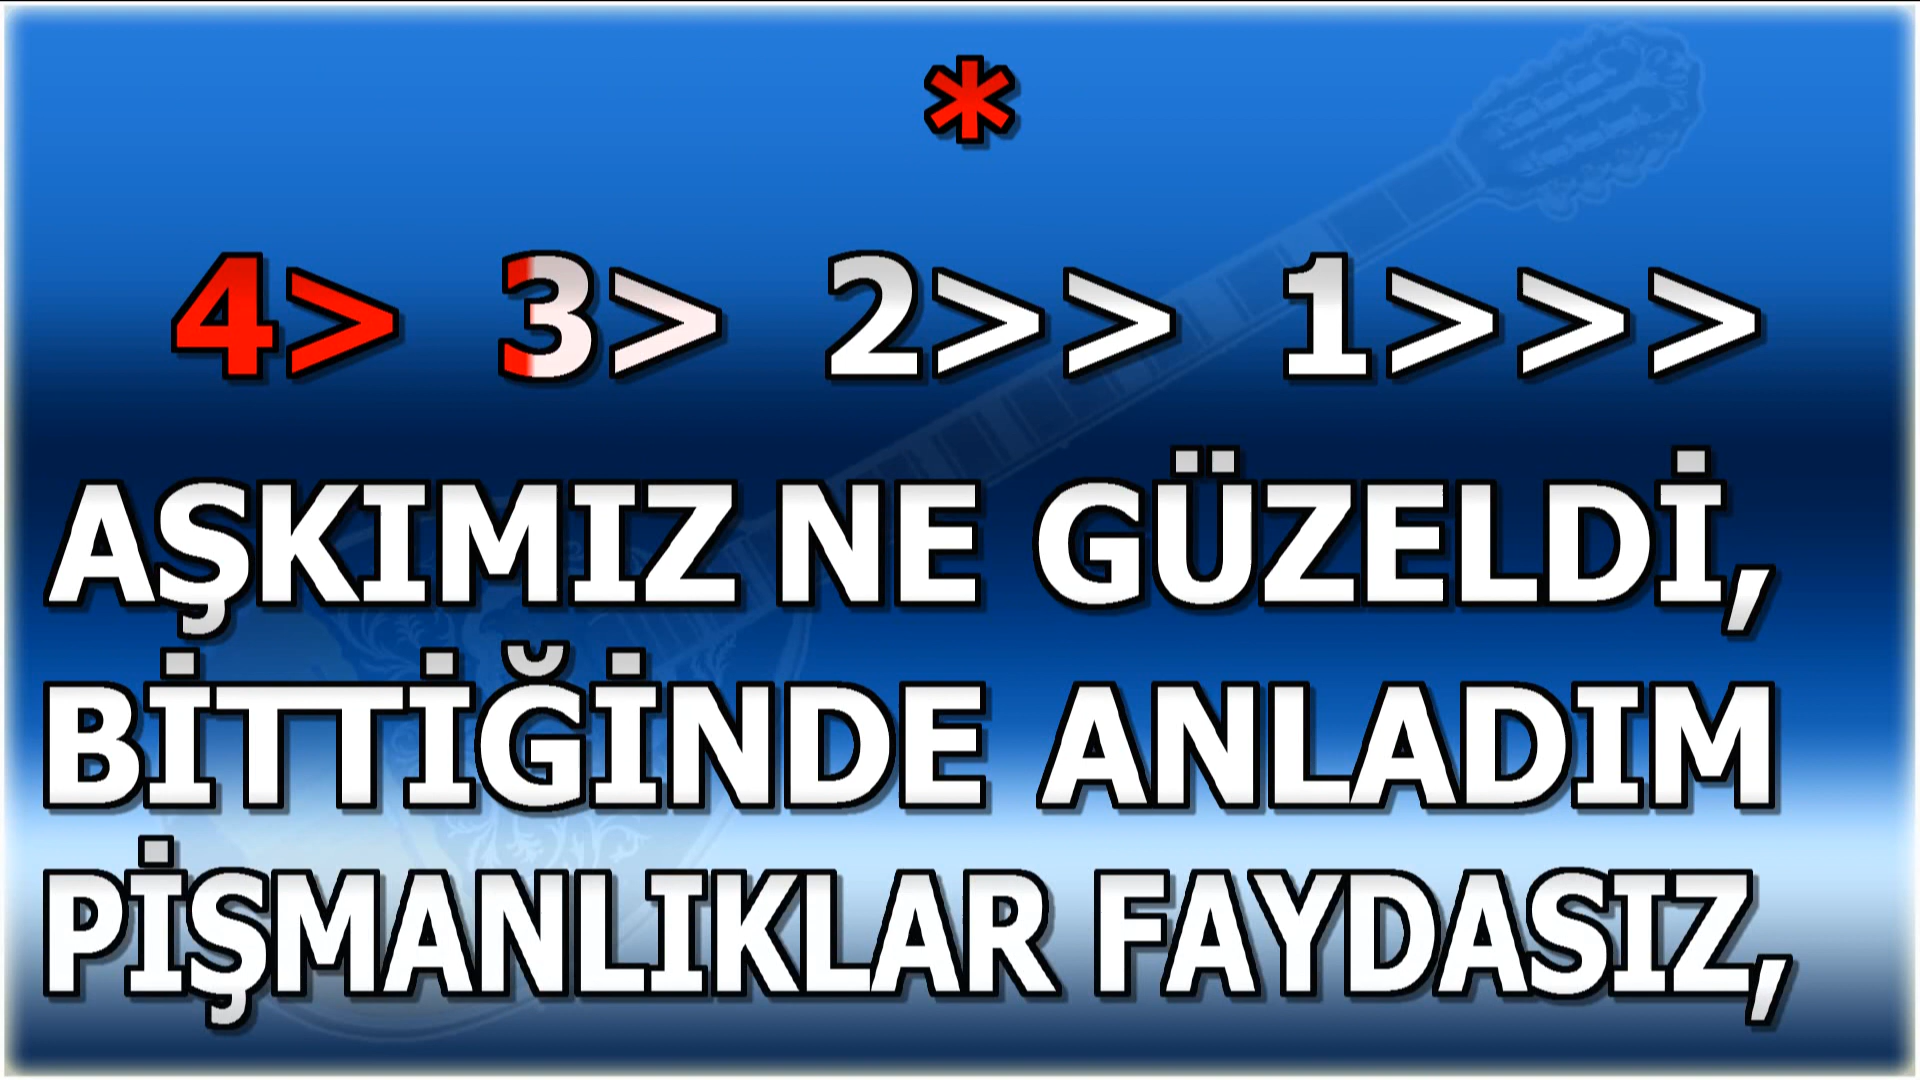 *
4> 3> 2>> 1>>>
AŞKIMIZ NE GÜZELDİ,
BİTTİĞİNDE ANLADIM
PİŞMANLIKLAR FAYDASIZ,